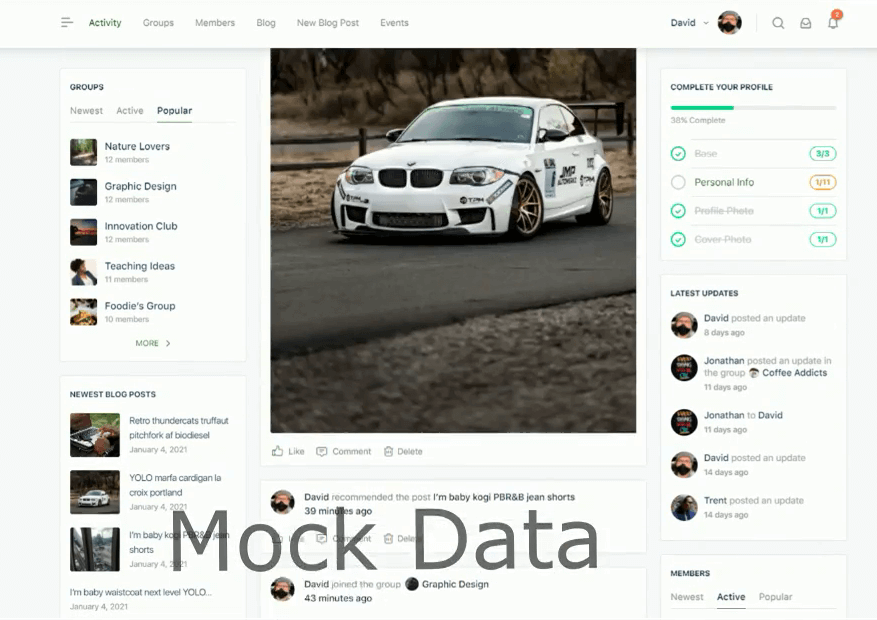 Activity Groups Members Blog New Blog Post Events David 2
GROUPS
Newest Active Popular
Nature Lovers
12 members
Graphic Design
12 members
Innovation Club
12 members
Teaching Ideas
11 members
Foodie's Group
10 members
MORE
NEWEST BLOG POSTS
Retro thundercats truffaut
pitchfork af biodiesel
January 4, 2021
YOLO marfa cardigan la
croix portland
January 4, 2021
I'm baby kogi PBR&B jean
shorts
January 4, 2021
I'm baby waistcoat next level YOLO...
January 4, 2021
JMP
AUTOWERKS
Like Comment Delete
David recommended the post I'm baby kogi PBR&B jean shorts
39 minutes ago
Like Comment Delete
Mock Data
David joined the group Graphic Design
43 minutes ago
COMPLETE YOUR PROFILE
38% Complete
Base 3/3
Personal Info 1/11
Profile Photo 1/1
Cover Photo 1/1
LATEST UPDATES
David posted an update
8 days ago
Jonathan posted an update in
the group Coffee Addicts
11 days ago
Jonathan to David
11 days ago
David posted an update
14 days ago
Trent posted an update
14 days ago
MEMBERS
Newest Active Popular